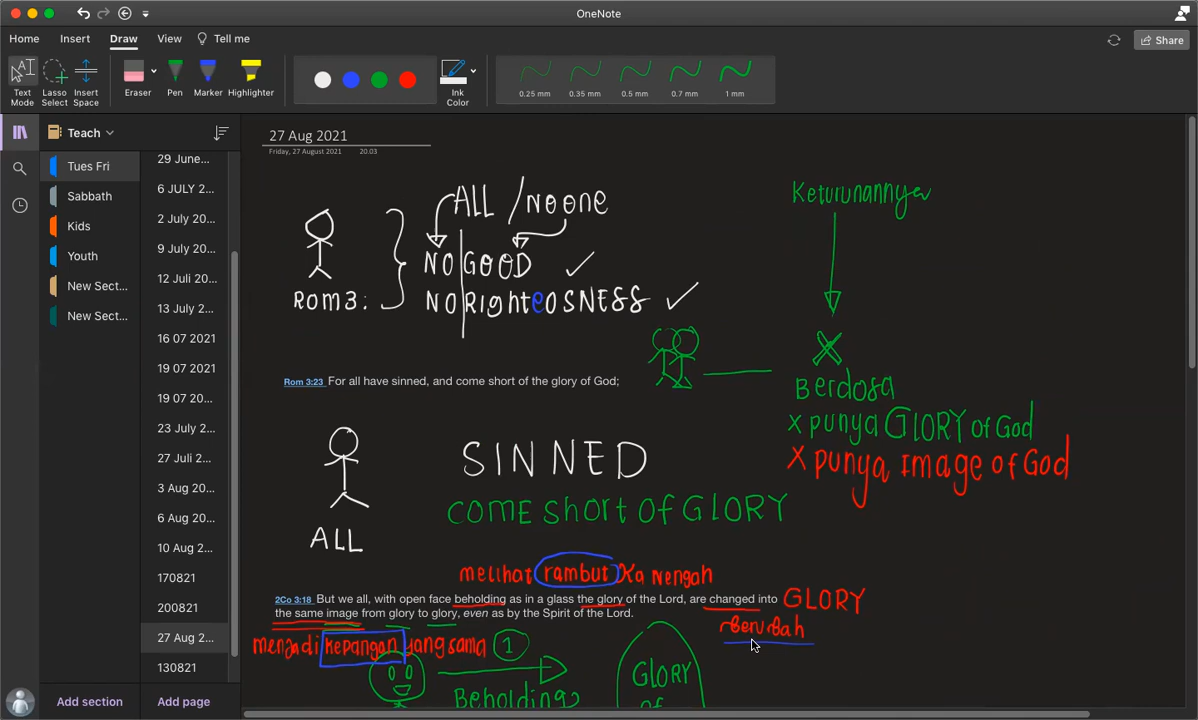 OneNote
Home Insert Draw View Tell me
Share
Text Mode
Lasso Select
Insert Space
Eraser
Pen
Marker
Highlighter
Ink Color
0.25 mm 0.35 mm 0.5 mm 0.7 mm 1 mm
Teach
Tues Fri
Sabbath
Kids
Youth
New Sect...
New Sect...
29 June...
6 JULY 2...
2 July 20...
9 July 20...
12 Juli 20...
13 July 2...
16 07 2021
19 07 2021
19 07 2021
23 July 2...
27 Juli 2...
3 Aug 20...
6 Aug 20...
10 Aug 2...
170821
200821
27 Aug 2...
130821
Add section
Add page
27 Aug 2021
Friday, 27 August 2021 20.03
ALL / No one
NO GOOD
Rom 3: NO RighteOSNESS
Keturunannya
X
Berdosa
X punya GLORY of God
X punya Image of God
Rom 3:23 For all have sinned, and come short of the glory of God;
SINNED
COME Short of GLORY
ALL
melihat rambut Ka Nengah
2Co 3:18 But we all, with open face beholding as in a glass the glory of the Lord, are changed into GLORY
the same image from glory to glory, even as by the Spirit of the Lord.
Berubah
menjadi kepangan yang sama 1
Beholding
GLORY
of